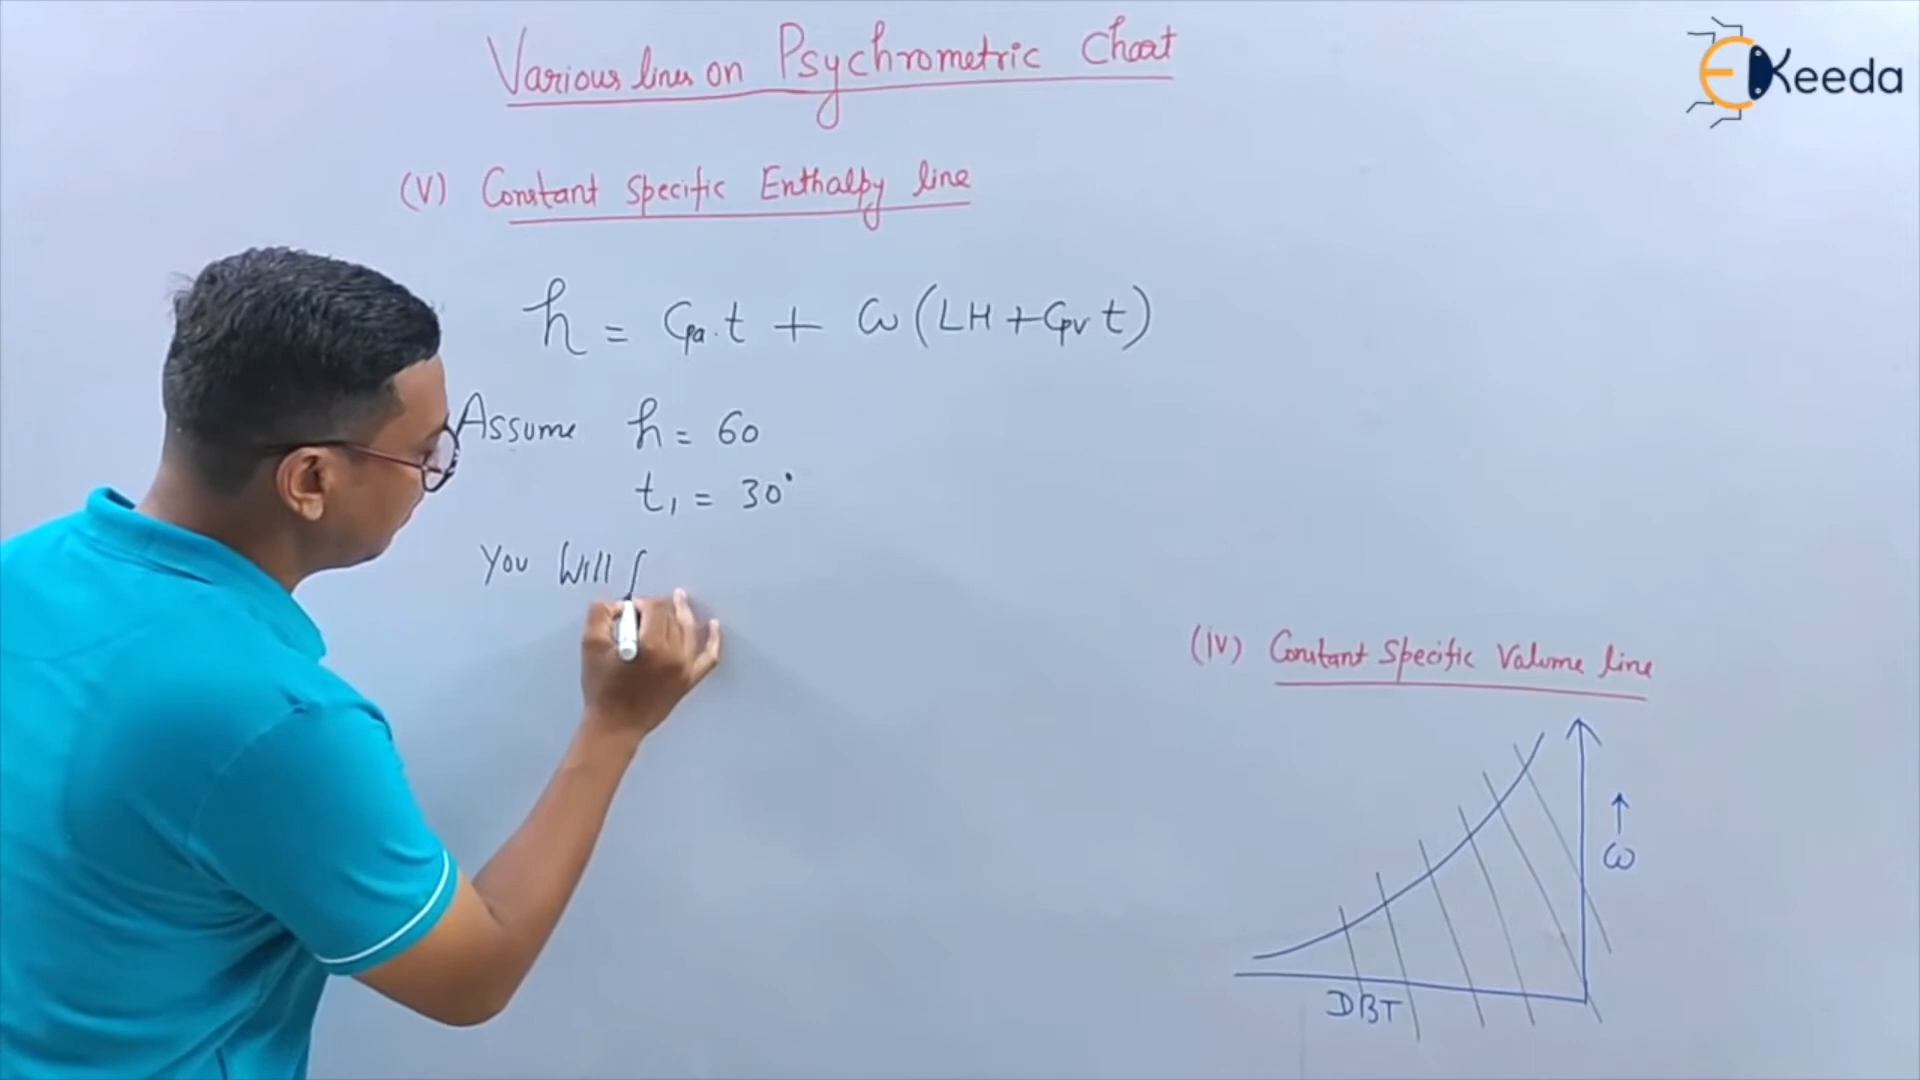 Various lines on Psychrometric Chart
EKeeda
(V) Constant Specific Enthalpy line
h = Cpa.t + ω(LH+Cpv t)
Assume h = 60
t₁ = 30°
You Will f
(iv) Constant Specific Volume line
↑
ω
DBT